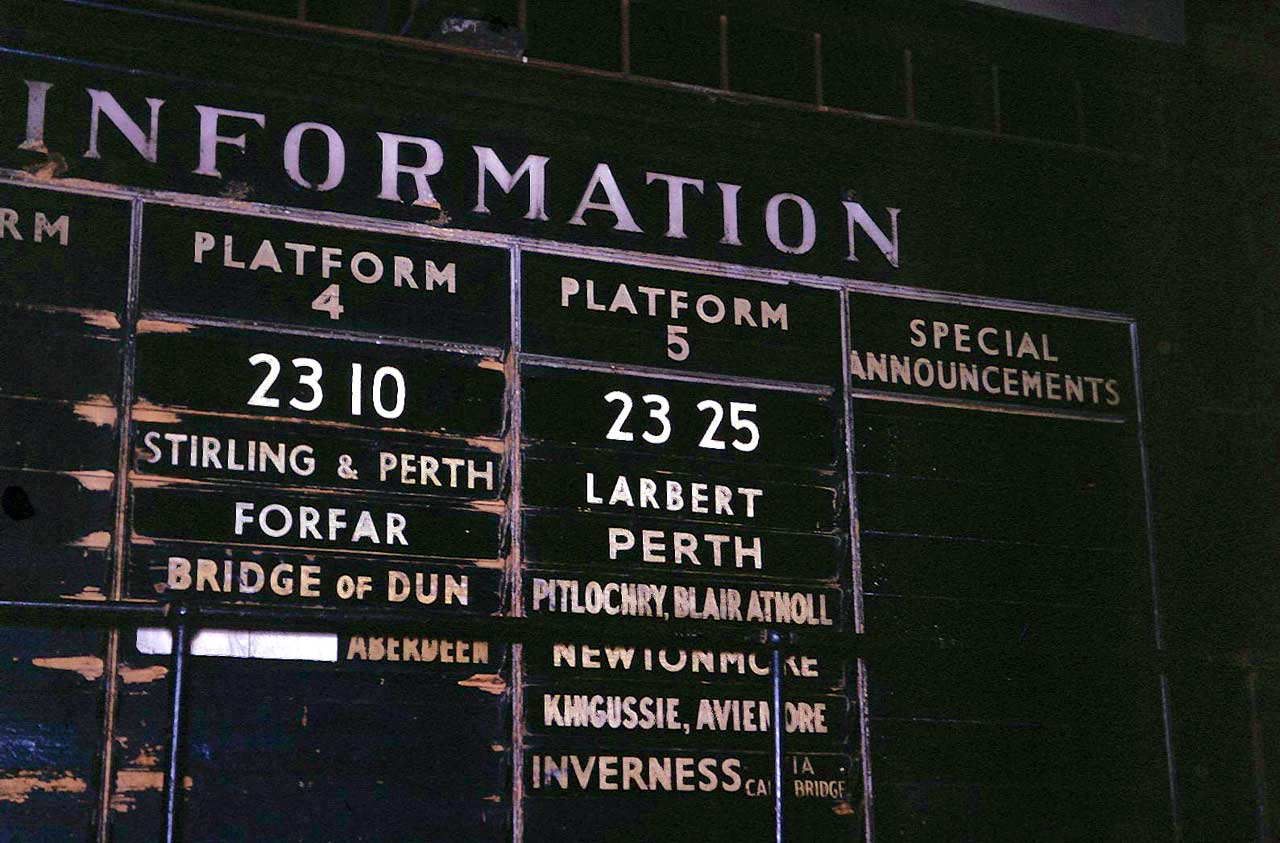 INFORMATION
RM
PLATFORM
4
23 10
STIRLING & PERTH
FORFAR
BRIDGE OF DUN
ABERDEEN
PLATFORM
5
23 25
LARBERT
PERTH
PITLOCHRY, BLAIR ATHOLL
NEWTONMORE
KINGUSSIE, AVIEMORE
INVERNESS
BRIDGE
SPECIAL
ANNOUNCEMENTS